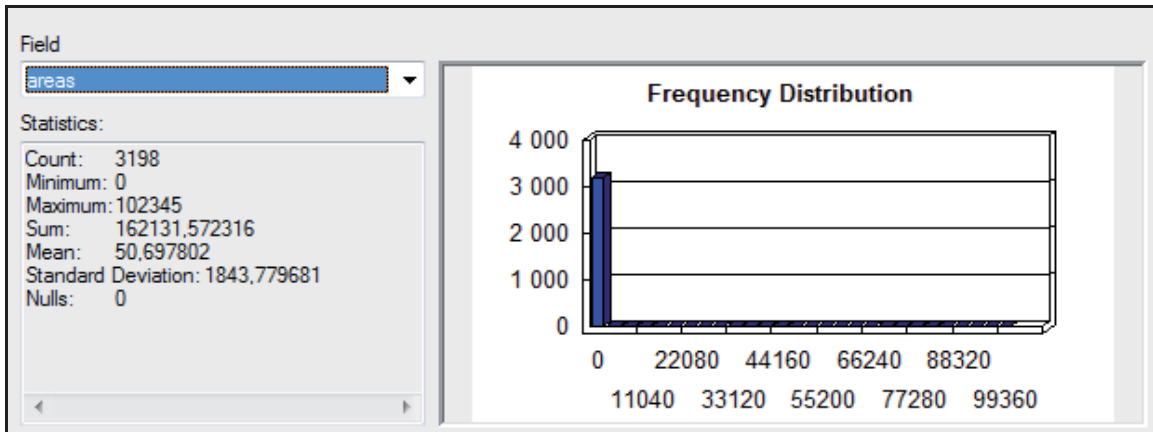 Field
areas
Statistics:
Count: 3198
Minimum: 0
Maximum: 102345
Sum: 162131,572316
Mean: 50,697802
Standard Deviation: 1843,779681
Nulls: 0
Frequency Distribution
4 000
3 000
2 000
1 000
0
0 22080 44160 66240 88320
11040 33120 55200 77280 99360